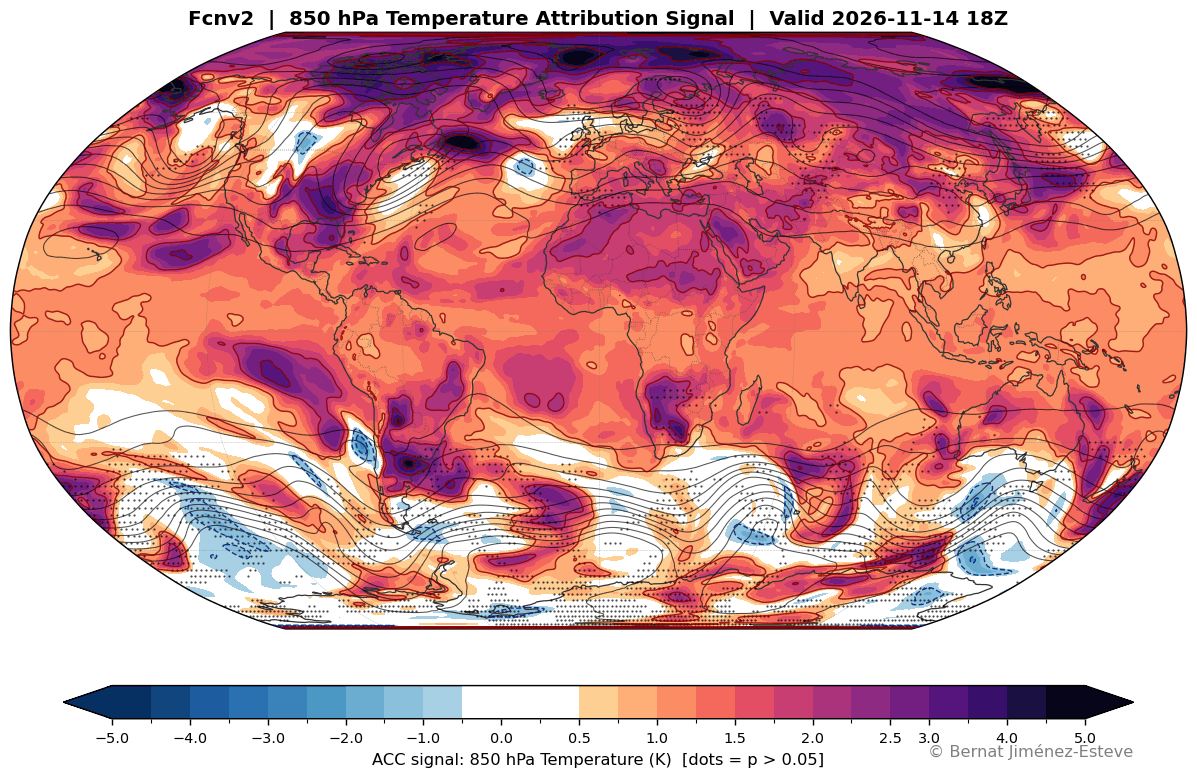 Fcnv2 | 850 hPa Temperature Attribution Signal | Valid 2026-11-14 18Z
−5.0 −4.0 −3.0 −2.0 −1.0 0.0 0.5 1.0 1.5 2.0 2.5 3.0 4.0 5.0
ACC signal: 850 hPa Temperature (K) [dots = p > 0.05]
© Bernat Jiménez-Esteve